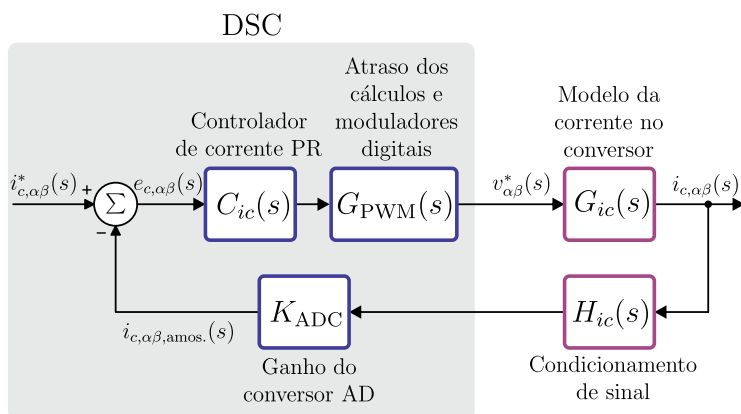 DSC
Atraso dos
cálculos e
moduladores
digitais
Controlador
de corrente PR
Modelo da
corrente no
conversor
i*c,αβ(s)
+
Σ
−
ec,αβ(s)
Cic(s)
GPWM(s)
v*αβ(s)
Gic(s)
ic,αβ(s)
KADC
Hic(s)
ic,αβ,amos.(s)
Ganho do
conversor AD
Condicionamento
de sinal